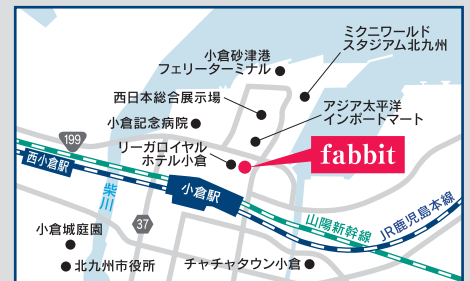 ミクニワールド
スタジアム北九州
小倉砂津港
フェリーターミナル
西日本総合展示場
アジア太平洋
インポートマート
小倉記念病院
199
リーガロイヤル
ホテル小倉
fabbit
西小倉駅
小倉駅
柴川
山陽新幹線
JR鹿児島本線
37
小倉城庭園
北九州市役所
チャチャタウン小倉